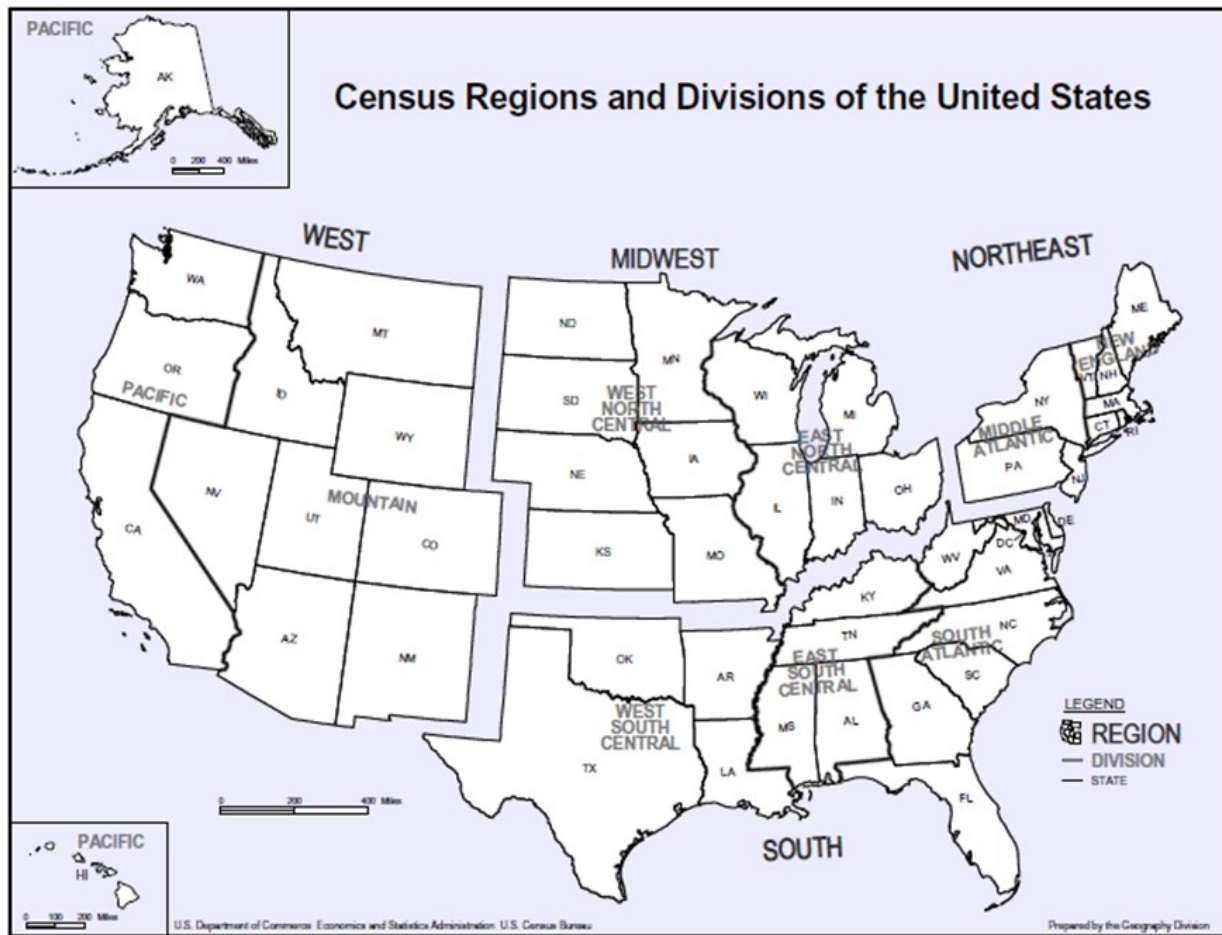 PACIFIC
AK
0 200 400 Miles
Census Regions and Divisions of the United States
WEST
MIDWEST
NORTHEAST
WA
MT
ND
MN
ME
OR
PACIFIC
ID
SD
WEST
NORTH
CENTRAL
WI
MI
NY
VT
NH
NEW
ENGLAND
MA
CT
RI
WY
NE
IA
EAST
NORTH
CENTRAL
MIDDLE
ATLANTIC
PA
NJ
CA
NV
UT
MOUNTAIN
CO
KS
MO
IL
IN
OH
MD
DE
DC
WV
VA
KY
AZ
NM
OK
AR
TN
NC
SOUTH
ATLANTIC
SC
EAST
SOUTH
CENTRAL
MS
AL
GA
WEST
SOUTH
CENTRAL
TX
LA
FL
LEGEND
REGION
DIVISION
STATE
0 200 400 Miles
SOUTH
PACIFIC
HI
0 100 200 Miles
U.S. Department of Commerce Economics and Statistics Administration U.S. Census Bureau
Prepared by the Geography Division